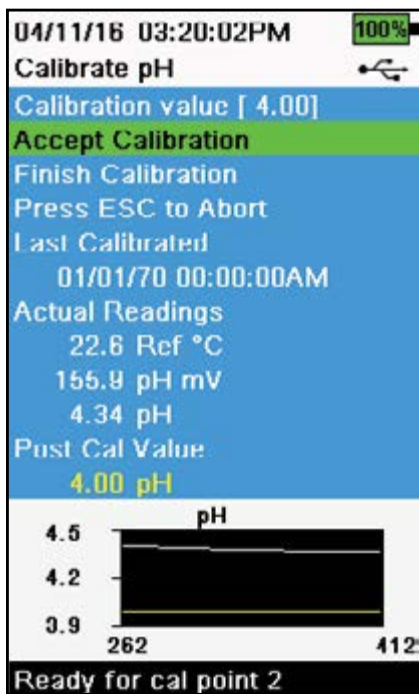 04/11/16 03:20:02PM 100%
Calibrate pH
Calibration value [ 4.00]
Accept Calibration
Finish Calibration
Press ESC to Abort
Last Calibrated
01/01/70 00:00:00AM
Actual Readings
22.6 Ref °C
155.9 pH mV
4.34 pH
Post Cal Value
4.00 pH
pH
4.5
4.2
3.9
262 412
Ready for cal point 2